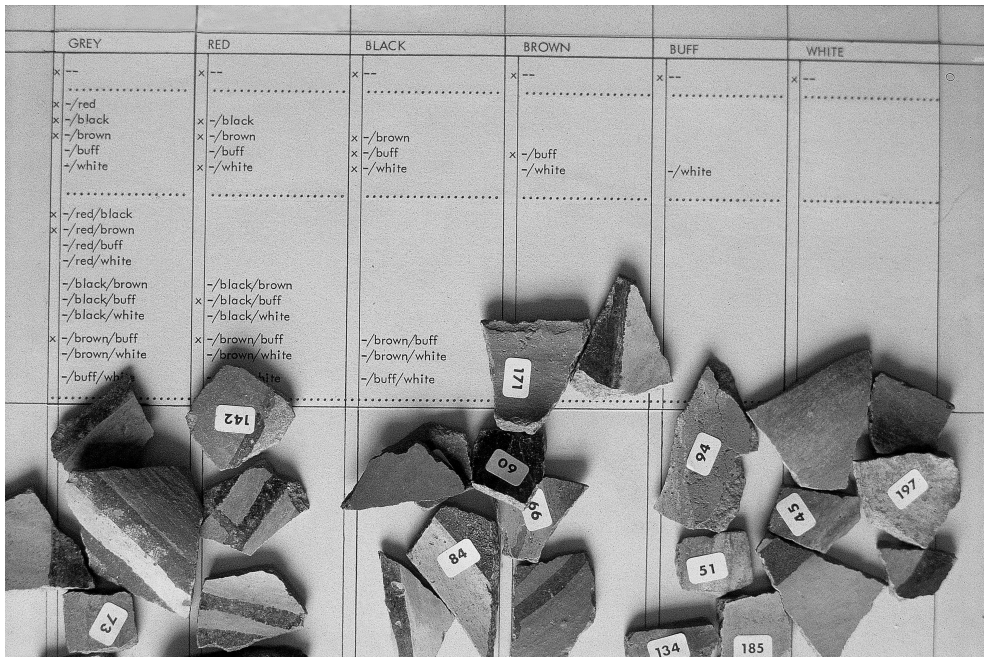 GREY RED BLACK BROWN BUFF WHITE
x -- x -- x -- x -- x -- x --
x -/red
x -/black x -/black
x -/brown x -/brown x -/brown
-/buff -/buff x -/buff x -/buff
-/white x -/white x -/white -/white -/white
x -/red/black
x -/red/brown
-/red/buff
-/red/white
-/black/brown -/black/brown
-/black/buff x -/black/buff
-/black/white -/black/white
x -/brown/buff x -/brown/buff -/brown/buff
-/brown/white -/brown/white -/brown/white
-/buff/white -/buff/white
171
142
94
60
197
45
84
51
73
134
185